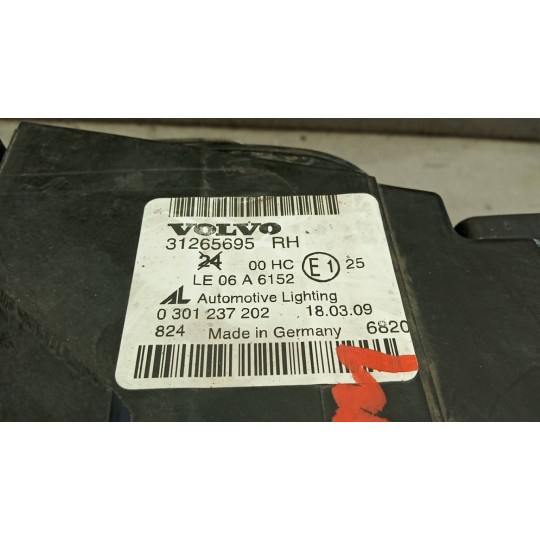 VOLVO
31265695 RH
24 00 HC E1 25
LE 06 A 6152
AL Automotive Lighting
0 301 237 202 18.03.09
824 Made in Germany 6820